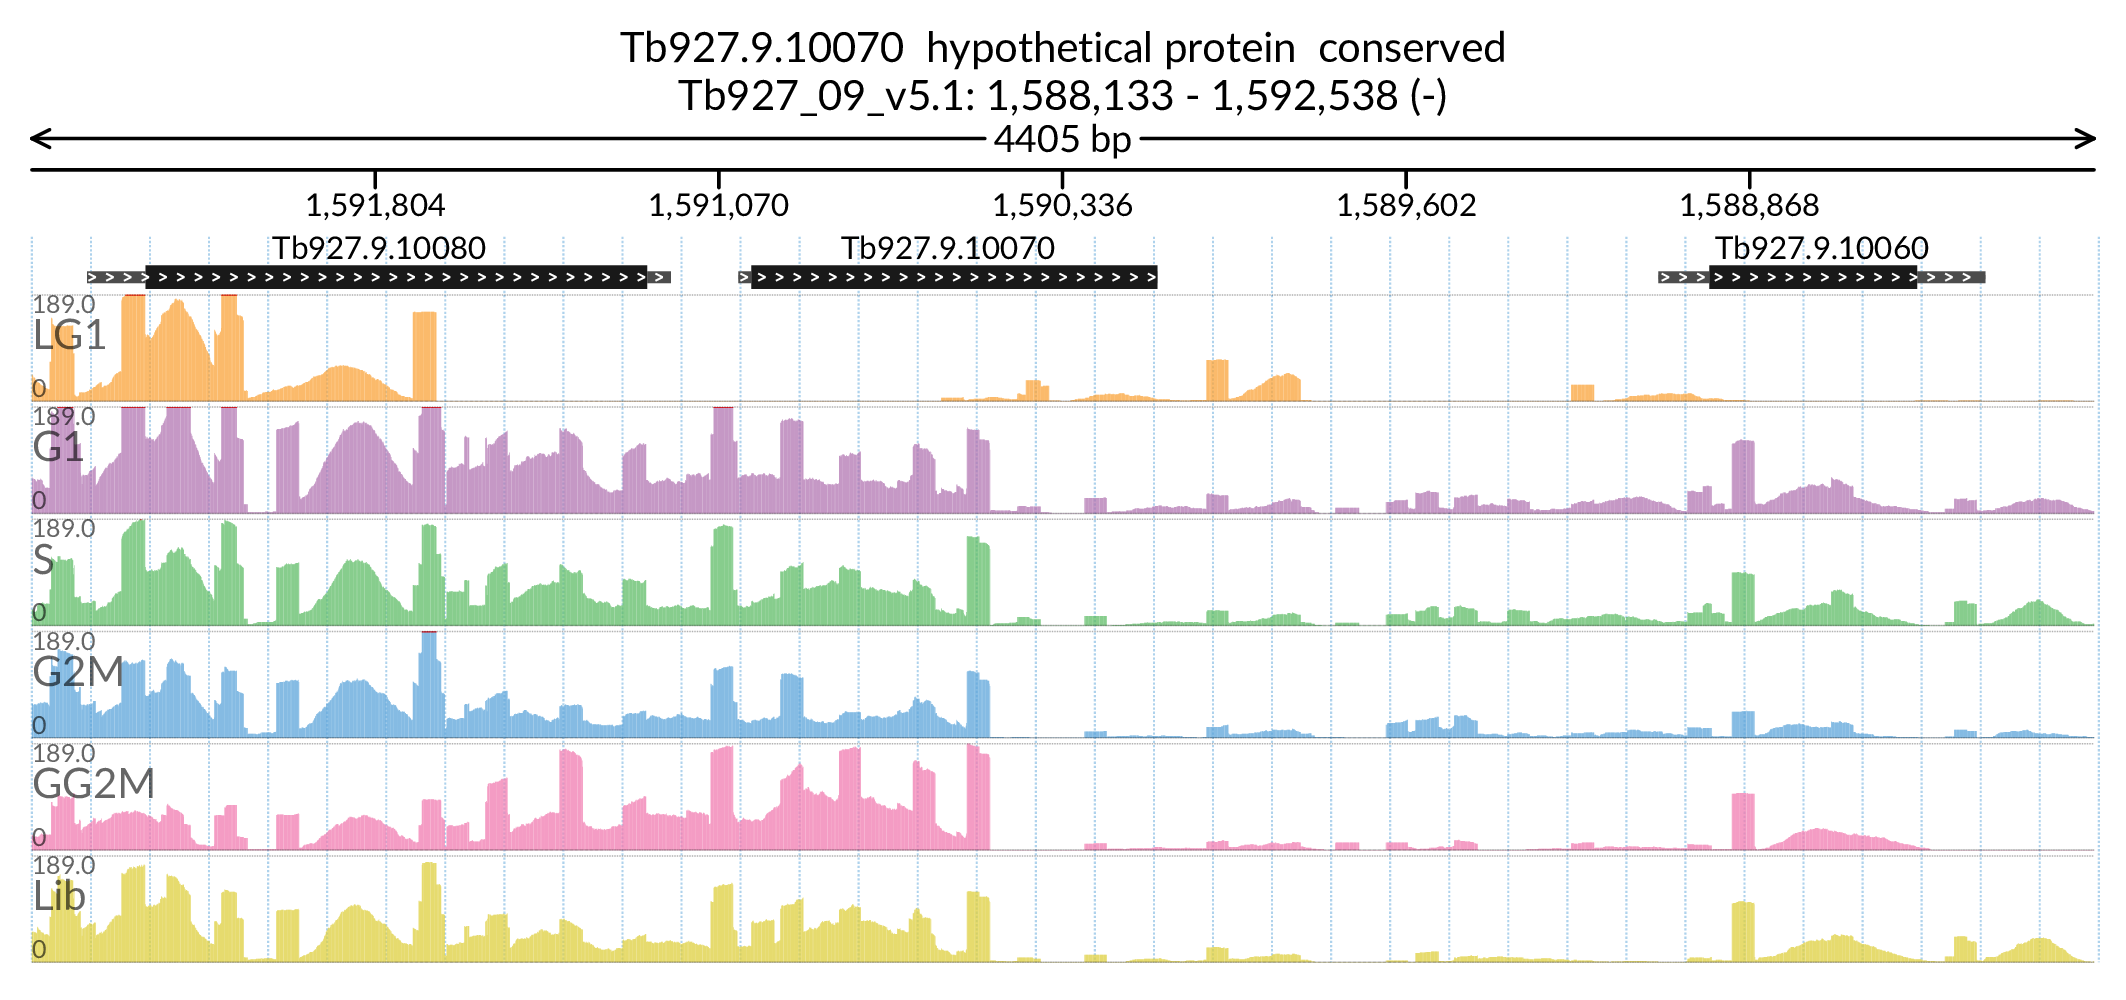 Tb927.9.10070 hypothetical protein conserved
Tb927_09_v5.1: 1,588,133 - 1,592,538 (-)
4405 bp
1,591,804 1,591,070 1,590,336 1,589,602 1,588,868
Tb927.9.10080 Tb927.9.10070 Tb927.9.10060
189.0
LG1
0
189.0
G1
0
189.0
S
0
189.0
G2M
0
189.0
GG2M
0
189.0
Lib
0